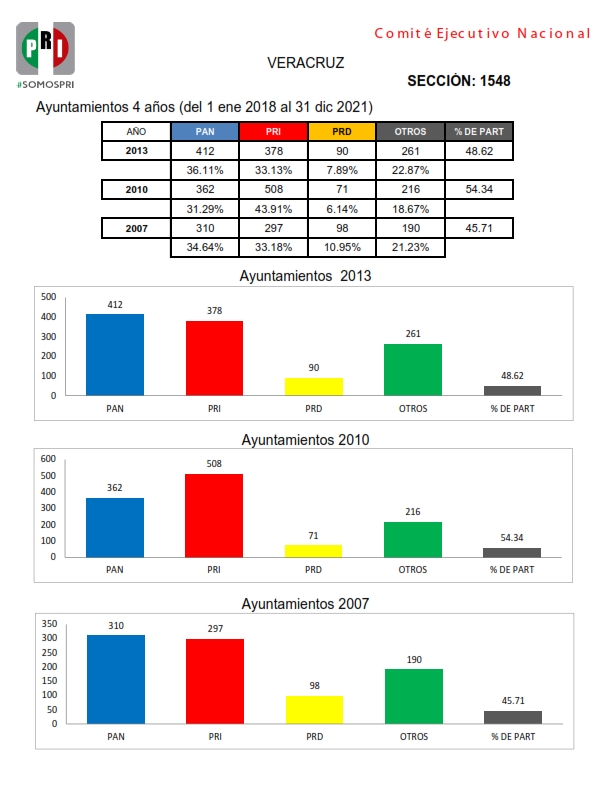 Comité Ejecutivo Nacional
PRI
#SOMOSPRI
VERACRUZ
SECCIÓN: 1548
Ayuntamientos 4 años (del 1 ene 2018 al 31 dic 2021)
AÑO PAN PRI PRD OTROS % DE PART
2013 412 378 90 261 48.62
36.11% 33.13% 7.89% 22.87%
2010 362 508 71 216 54.34
31.29% 43.91% 6.14% 18.67%
2007 310 297 98 190 45.71
34.64% 33.18% 10.95% 21.23%
Ayuntamientos 2013
500
412
400
378
300
261
200
100
90
48.62
0
PAN PRI PRD OTROS % DE PART
Ayuntamientos 2010
600
508
500
400
362
300
216
200
100
71
54.34
0
PAN PRI PRD OTROS % DE PART
Ayuntamientos 2007
350
310
300
297
250
200
190
150
100
98
50
45.71
0
PAN PRI PRD OTROS % DE PART